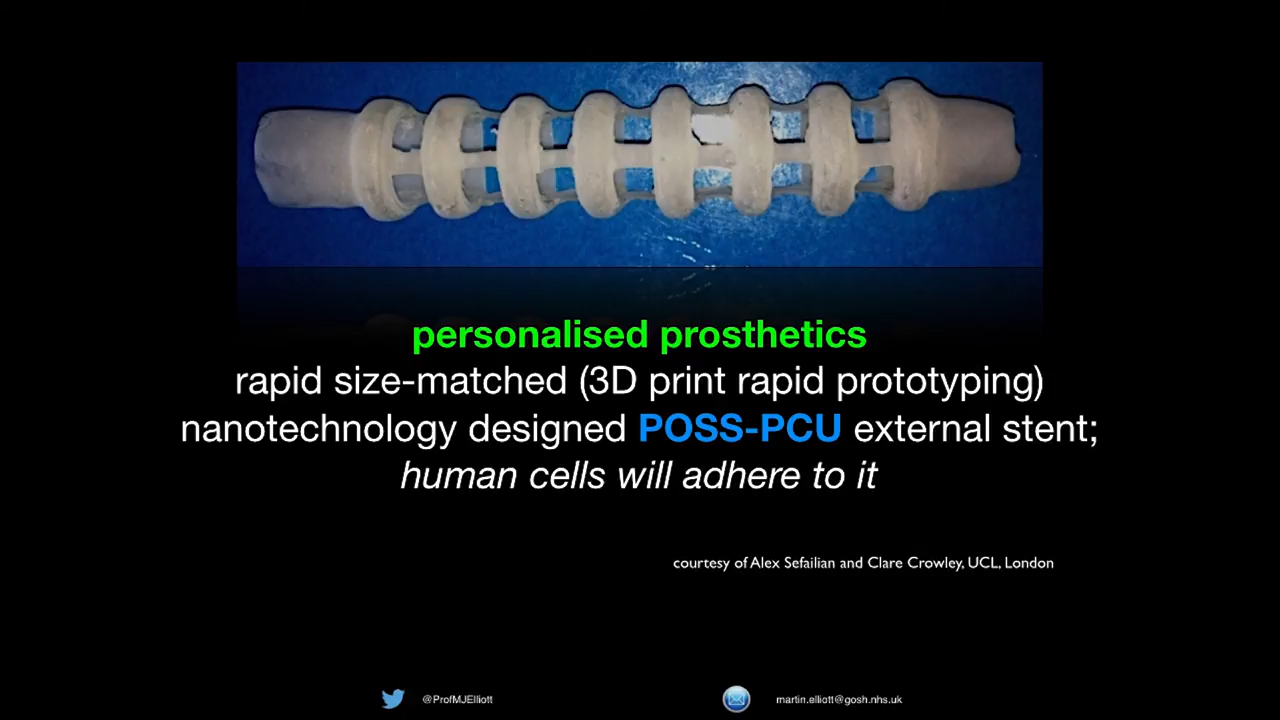 personalised prosthetics
rapid size-matched (3D print rapid prototyping)
nanotechnology designed POSS-PCU external stent;
human cells will adhere to it
courtesy of Alex Sefailian and Clare Crowley, UCL, London
@ProfMJElliott
martin.elliott@gosh.nhs.uk